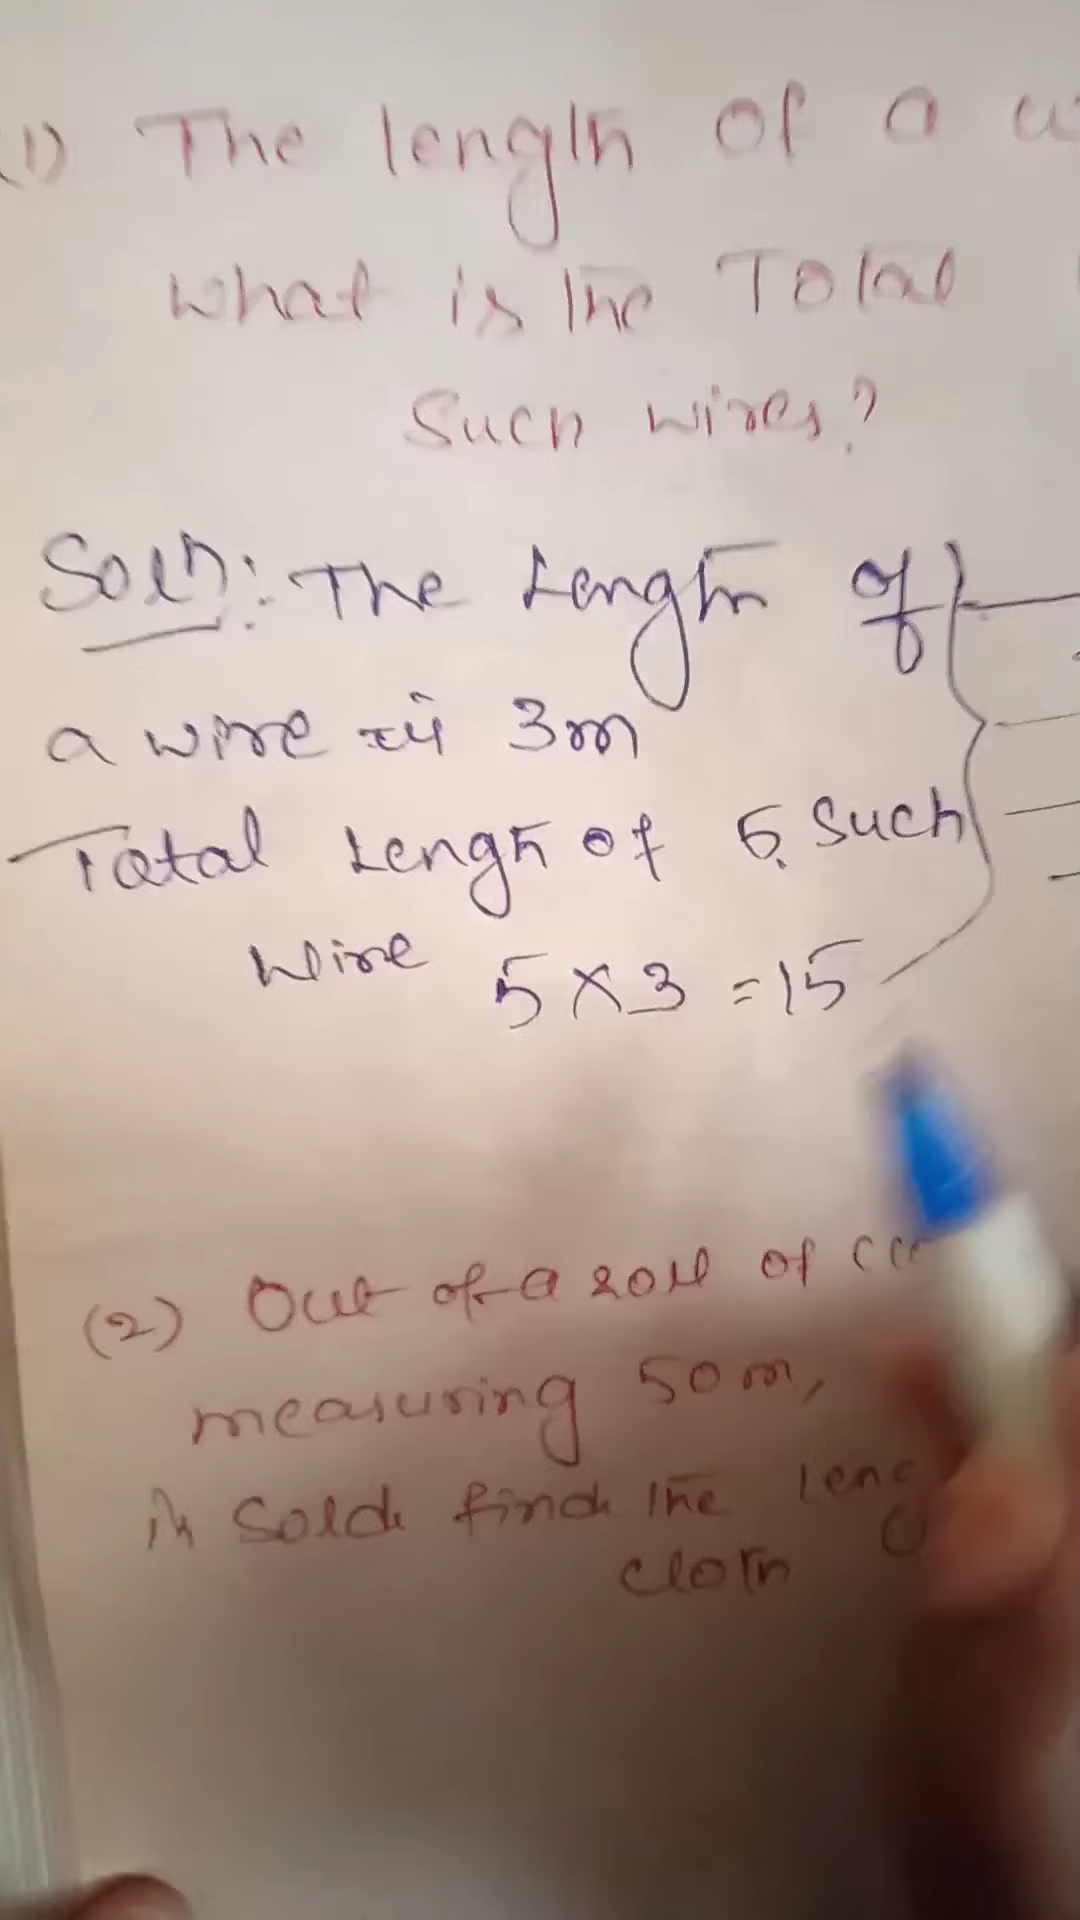 (1) The length of a
what is the Total
Such wires?
Soln: The Length of
a wire is 3m
Total Length of 5 Such
Wire 5 × 3 = 15
(2) Out of a roll of
measuring 50m,
is Sold find the leng
cloth